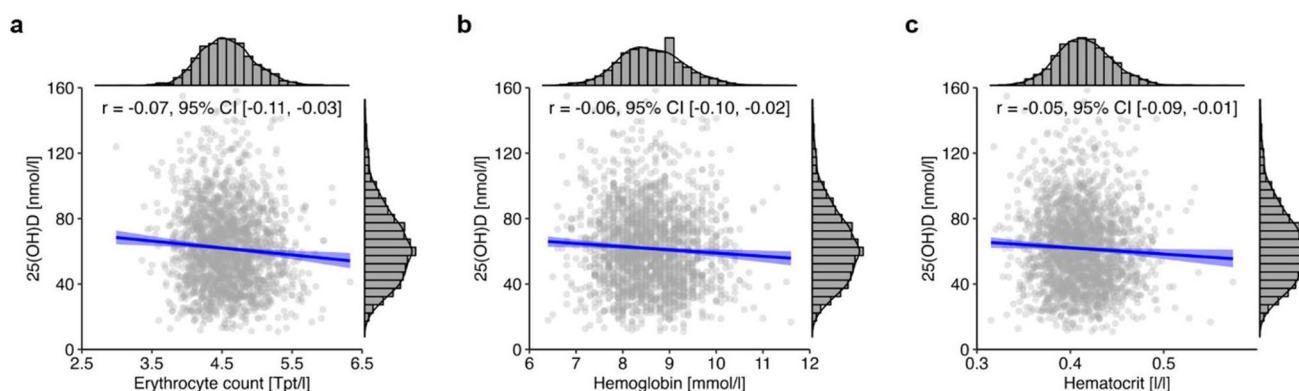 a
b
c
r = -0.07, 95% CI [-0.11, -0.03]
r = -0.06, 95% CI [-0.10, -0.02]
r = -0.05, 95% CI [-0.09, -0.01]
160
120
80
40
0
25(OH)D [nmol/l]
2.5 3.5 4.5 5.5 6.5
Erythrocyte count [Tpt/l]
160
120
80
40
0
25(OH)D [nmol/l]
6 7 8 9 10 11 12
Hemoglobin [mmol/l]
160
120
80
40
0
25(OH)D [nmol/l]
0.3 0.4 0.5
Hematocrit [l/l]